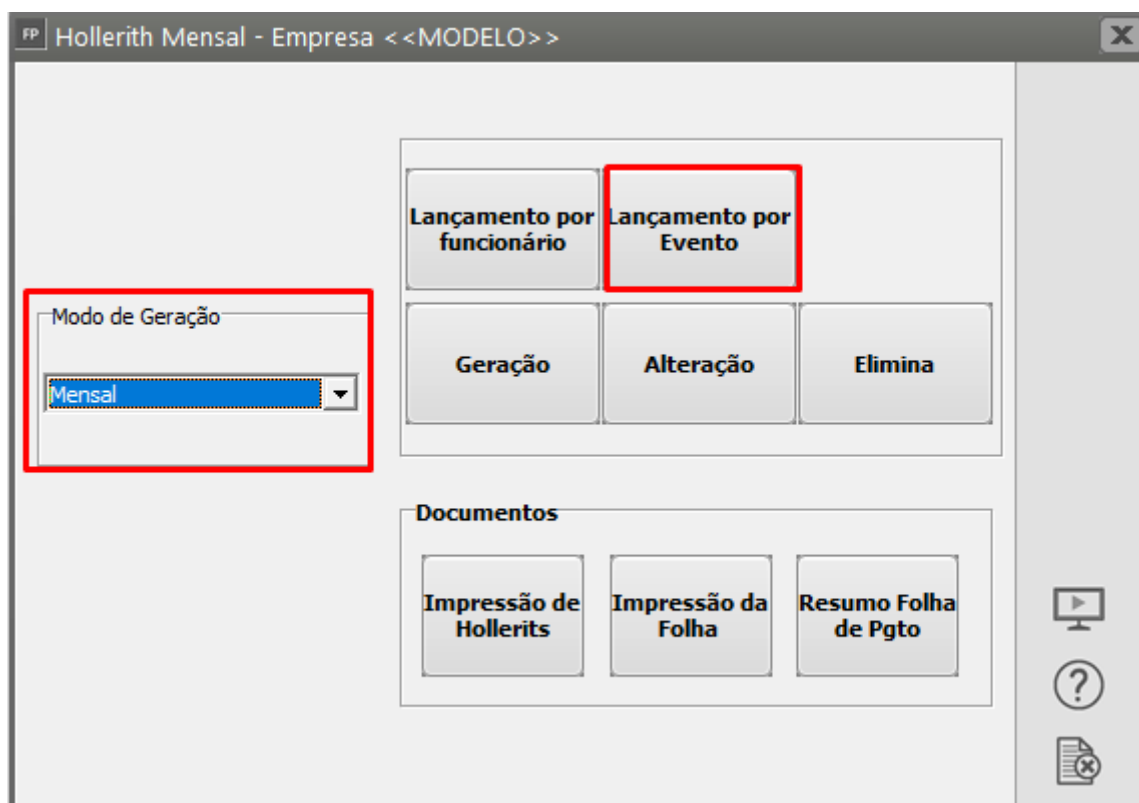 FP Hollerith Mensal - Empresa <<MODELO>>
Lançamento por
funcionário
Lançamento por
Evento
Modo de Geração
Mensal
Geração
Alteração
Elimina
Documentos
Impressão de
Hollerits
Impressão da
Folha
Resumo Folha
de Pgto
?